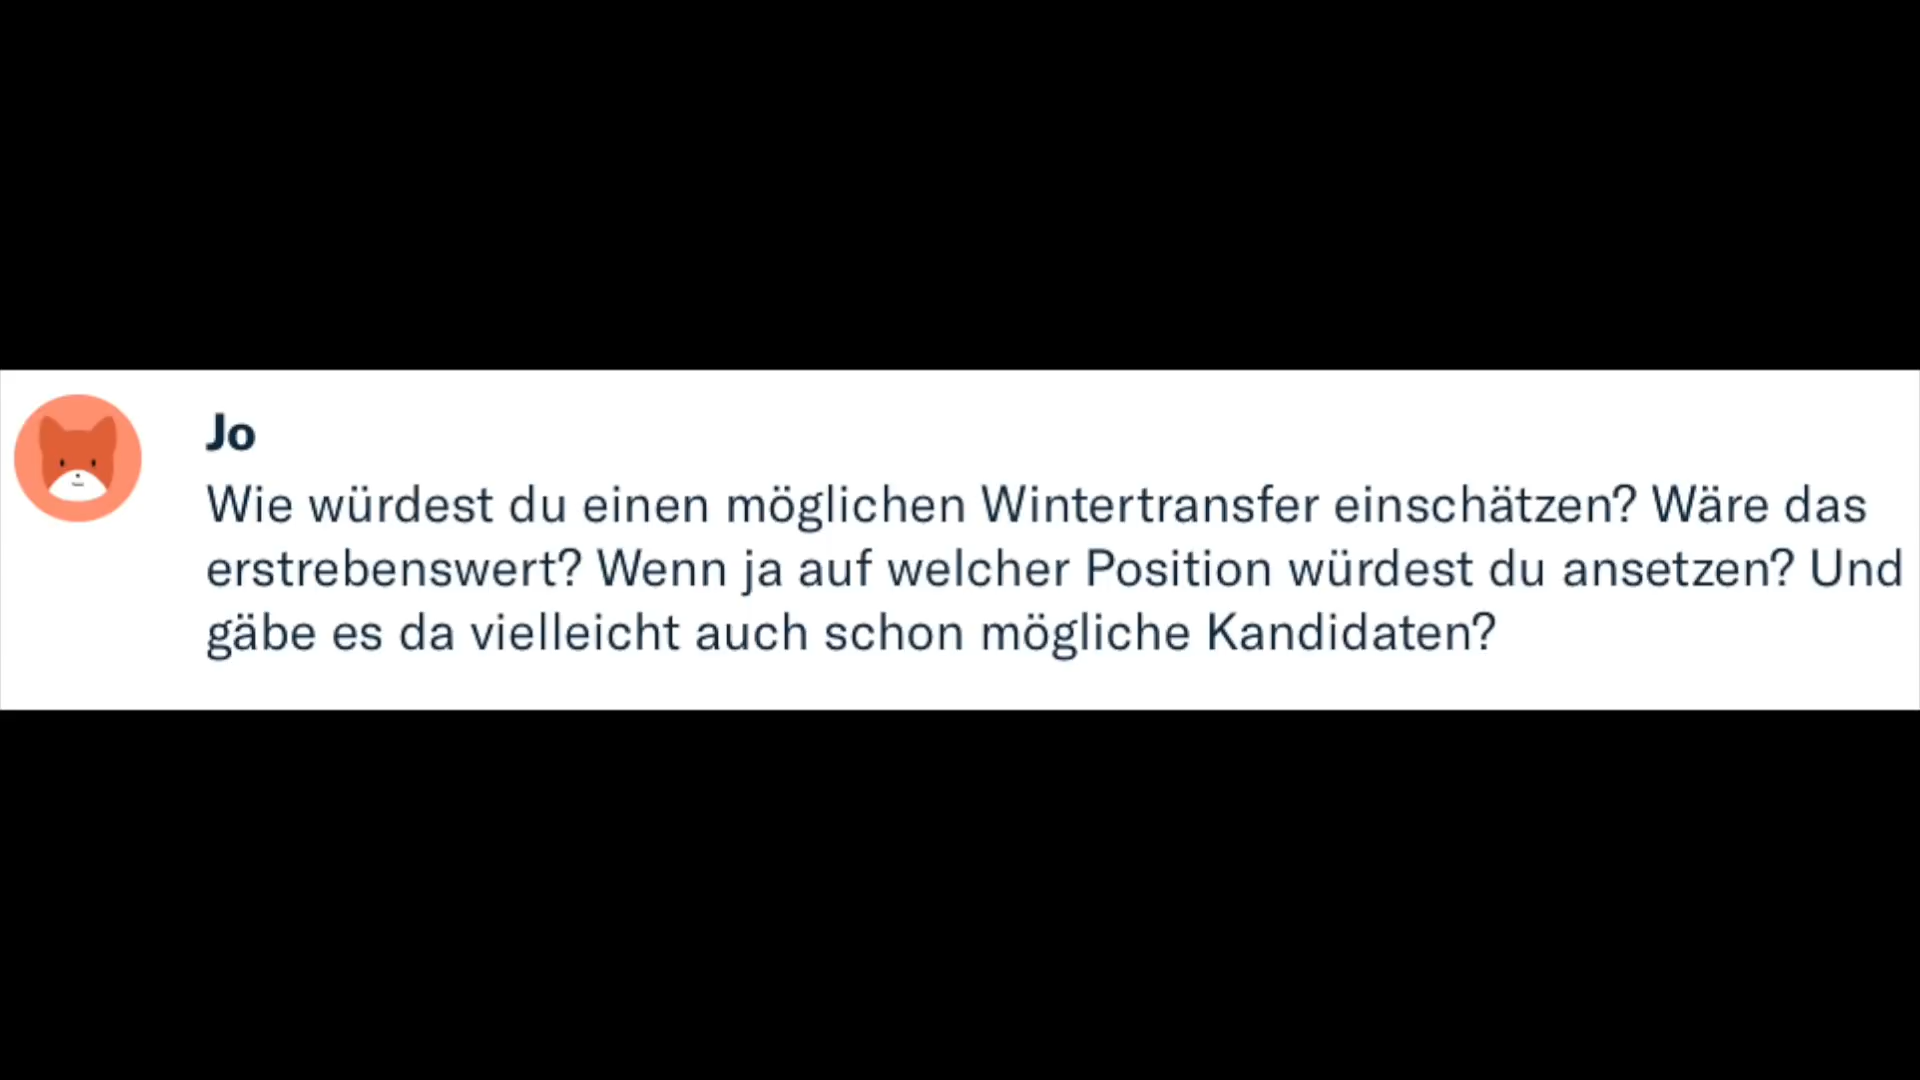 Jo
Wie würdest du einen möglichen Wintertransfer einschätzen? Wäre das
erstrebenswert? Wenn ja auf welcher Position würdest du ansetzen? Und
gäbe es da vielleicht auch schon mögliche Kandidaten?